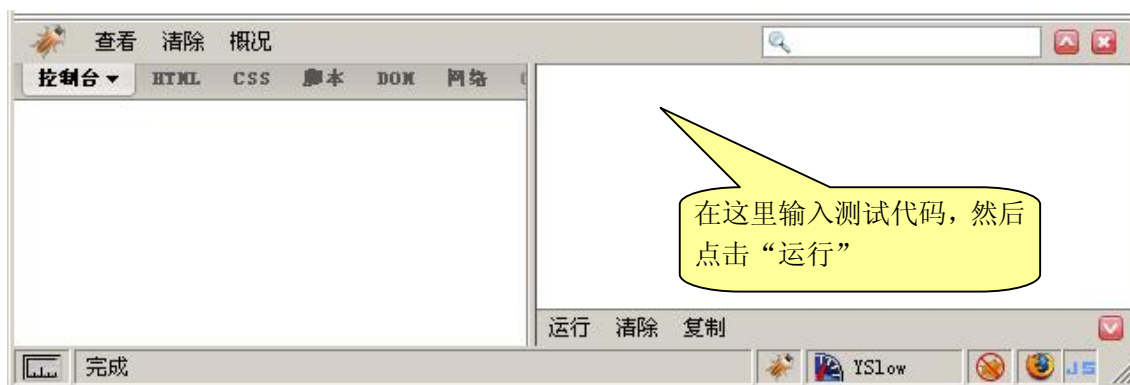 查看 清除 概况
控制台 HTML CSS 脚本 DOM 网络
在这里输入测试代码，然后
点击“运行”
运行 清除 复制
完成 YSlow JS